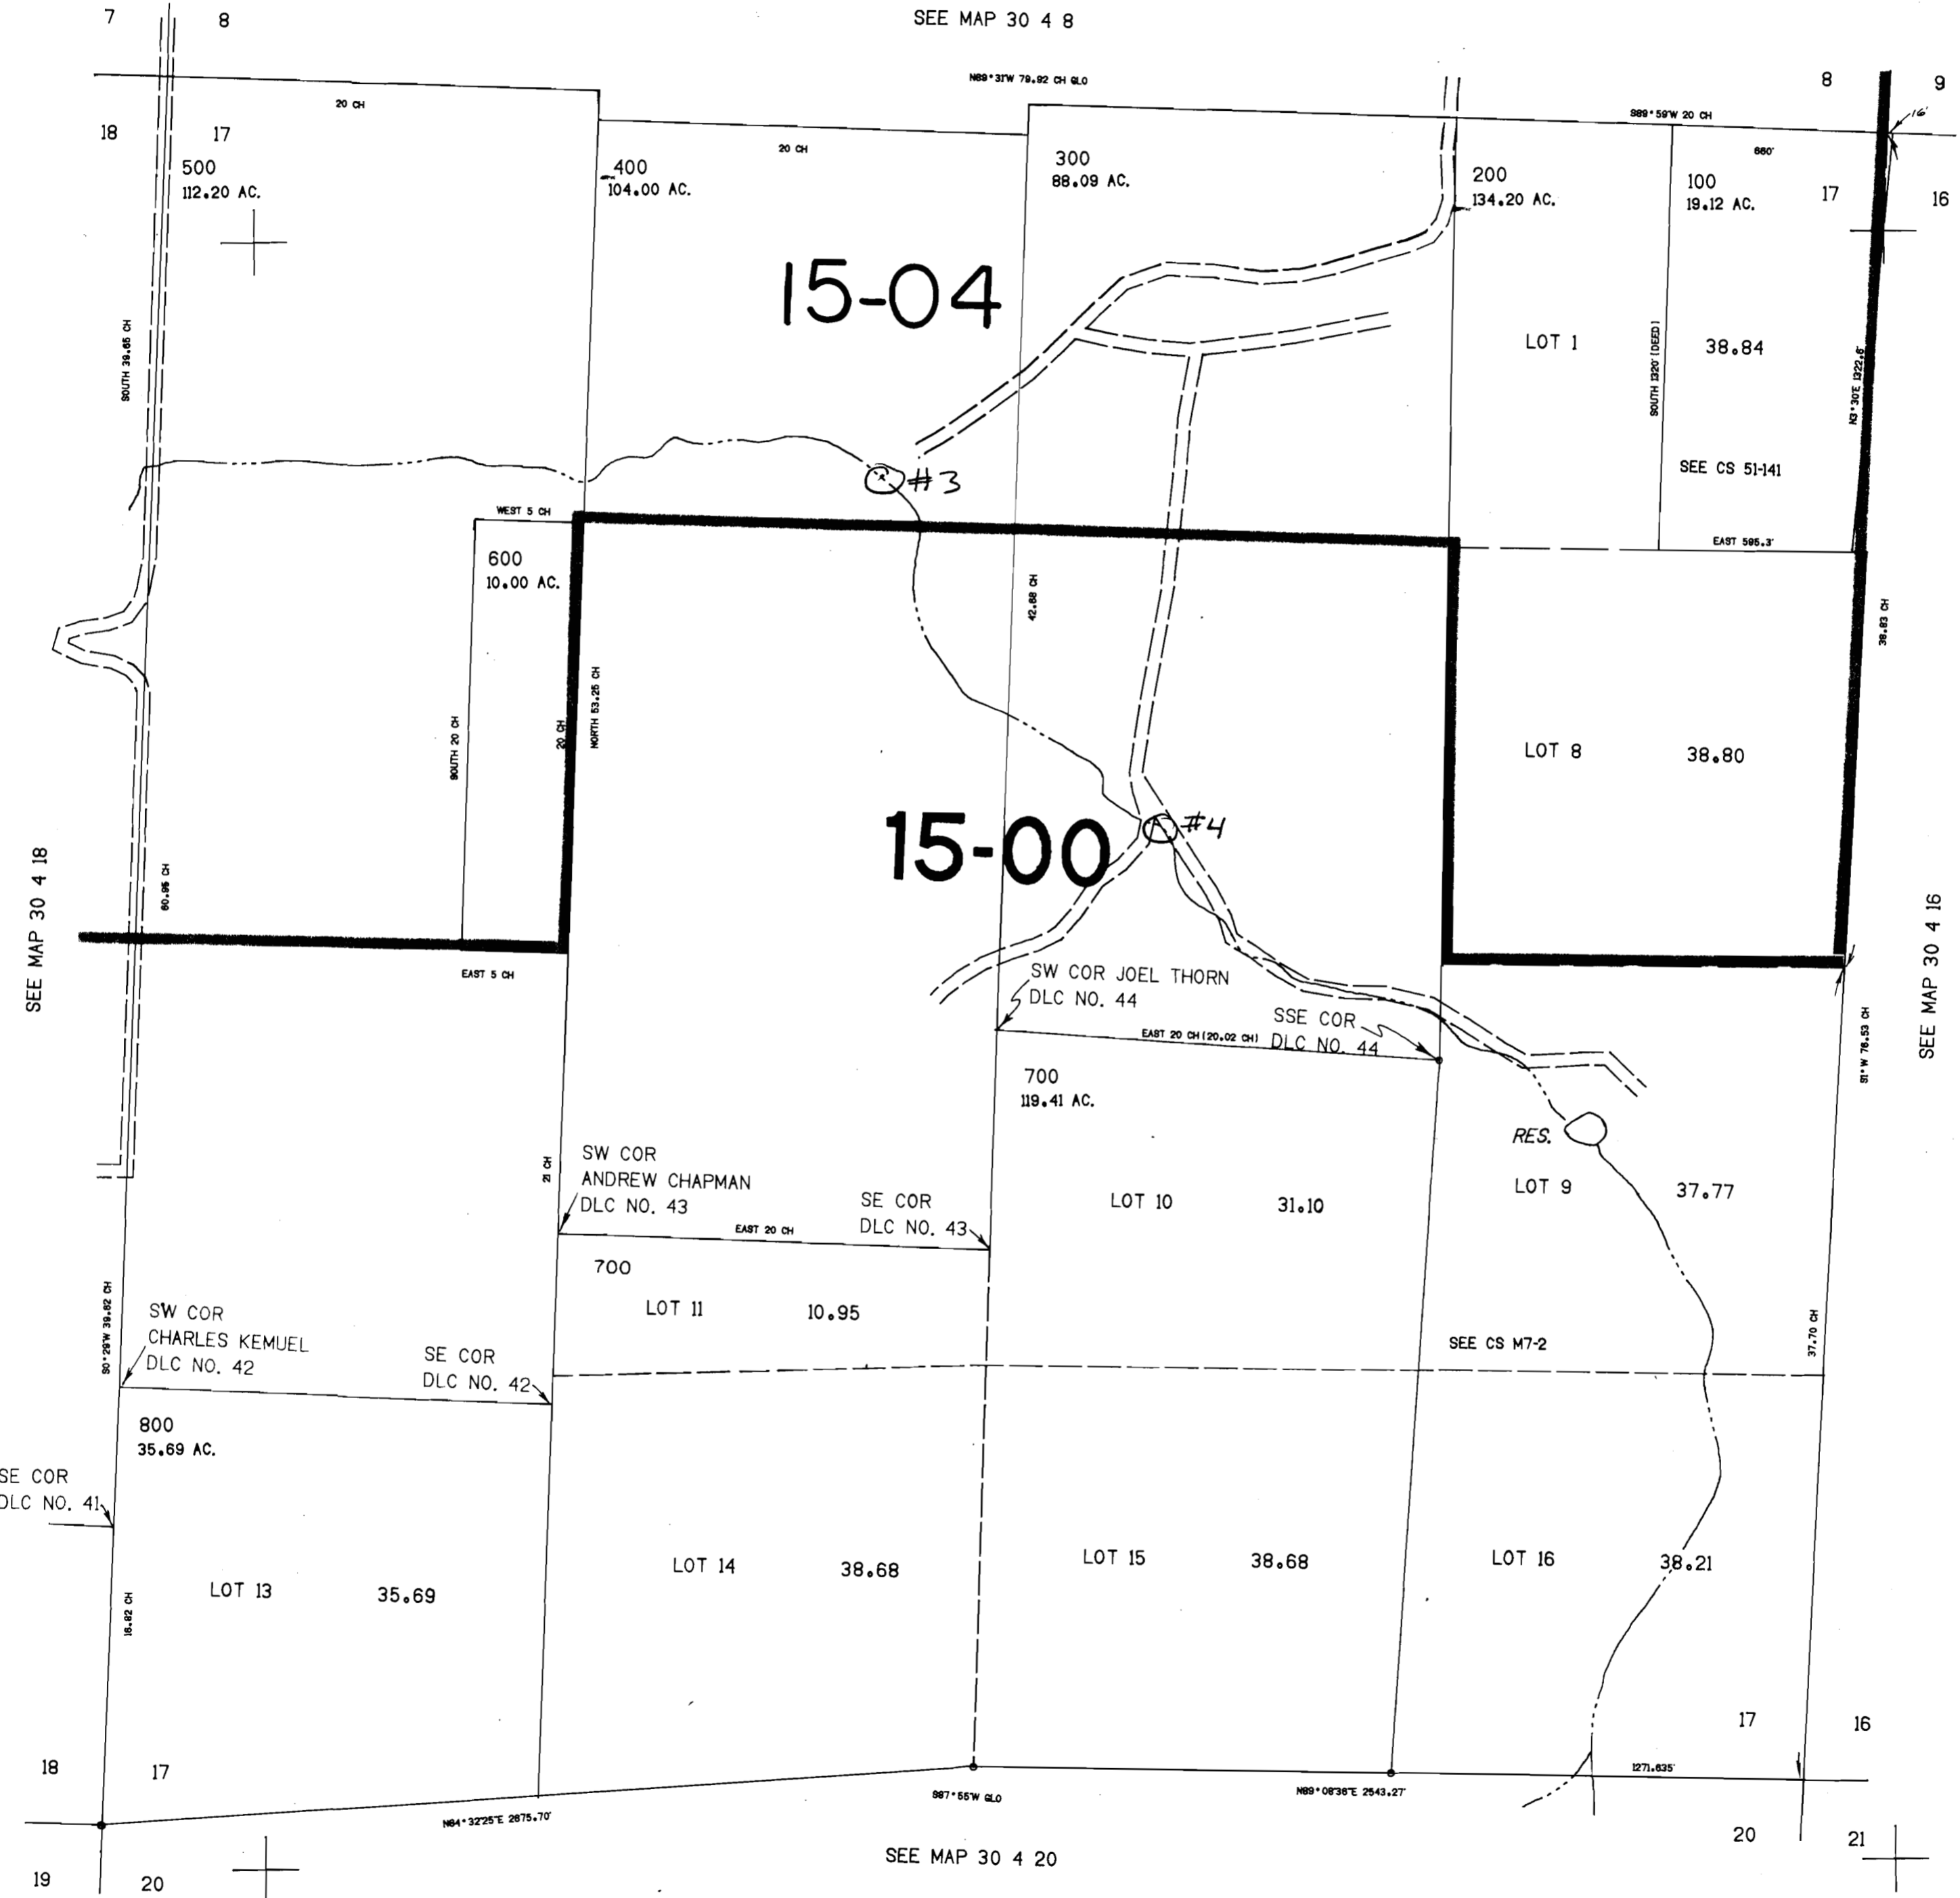 7
8
SEE MAP 30 4 8
N89°31'W 79.92 CH GLO
8
9
20 CH
S89°59'W 20 CH
16'
18
17
20 CH
660'
500
112.20 AC.
400
104.00 AC.
300
88.09 AC.
200
134.20 AC.
100
19.12 AC.
17
16
15-04
SOUTH 39.65 CH
LOT 1
38.84
SOUTH 1320' (DEED)
N3°30'E 1322.6'
SEE CS 51-141
#3
WEST 5 CH
EAST 595.3'
600
10.00 AC.
42.68 CH
38.83 CH
SOUTH 20 CH
20 CH
NORTH 53.25 CH
LOT 8
38.80
15-00
#4
60.95 CH
SEE MAP 30 4 18
SEE MAP 30 4 16
EAST 5 CH
SW COR JOEL THORN
DLC NO. 44
SSE COR
DLC NO. 44
EAST 20 CH (20.02 CH)
S1°W 76.53 CH
700
119.41 AC.
RES.
21 CH
SW COR
ANDREW CHAPMAN
DLC NO. 43
SE COR
DLC NO. 43
EAST 20 CH
LOT 10
31.10
LOT 9
37.77
700
LOT 11
10.95
S0°29'W 39.62 CH
SW COR
CHARLES KEMUEL
DLC NO. 42
SE COR
DLC NO. 42
SEE CS M7-2
37.70 CH
800
35.69 AC.
SE COR
DLC NO. 41
LOT 13
35.69
LOT 14
38.68
LOT 15
38.68
LOT 16
38.21
16.82 CH
17
16
18
17
1271.635'
N84°32'25"E 2675.70'
S87°55'W GLO
N89°08'36"E 2543.27'
SEE MAP 30 4 20
20
21
19
20